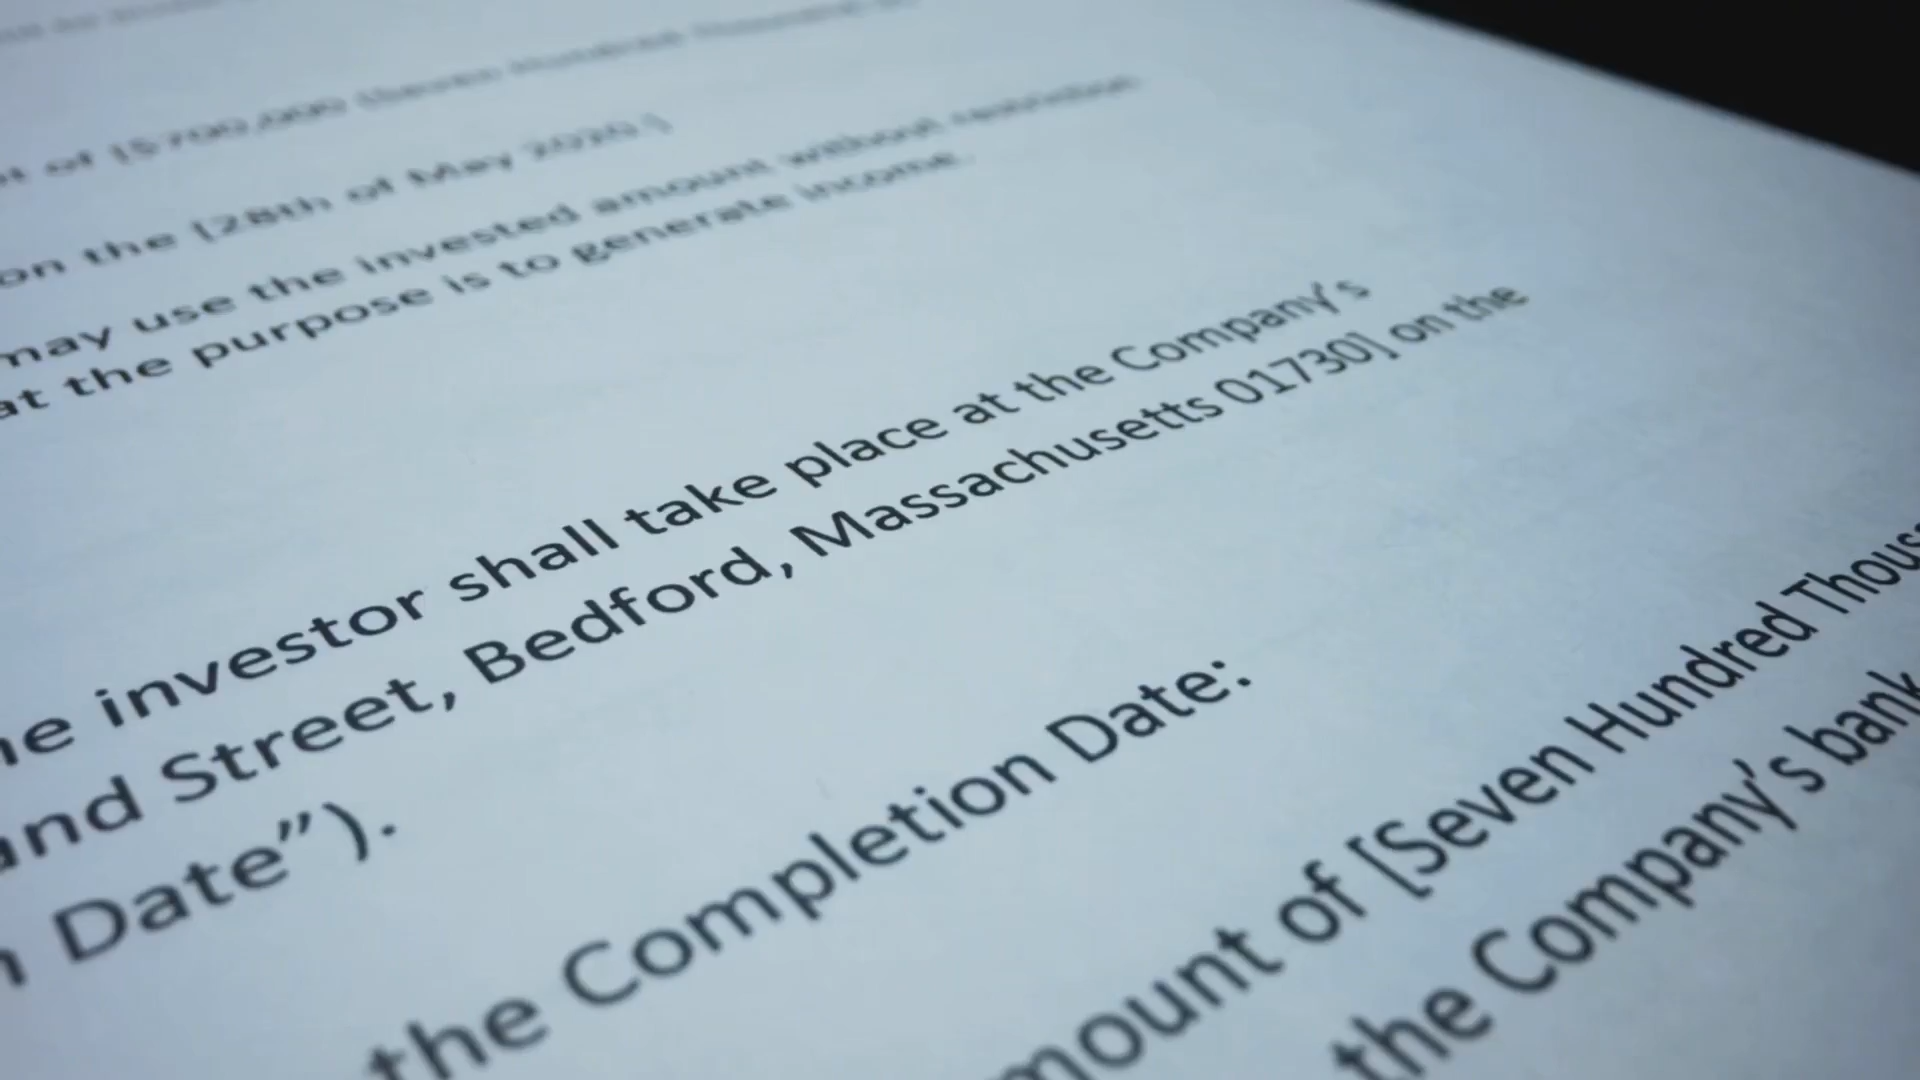 of [$700,000 (Seven Hundred Thousand
on the [28th of May 2020 ]
may use the invested amount without restriction
at the purpose is to generate income.
he investor shall take place at the Company's
and Street, Bedford, Massachusetts 01730] on the
n Date”).
the Completion Date:
mount of [Seven Hundred Thous
the Company's bank